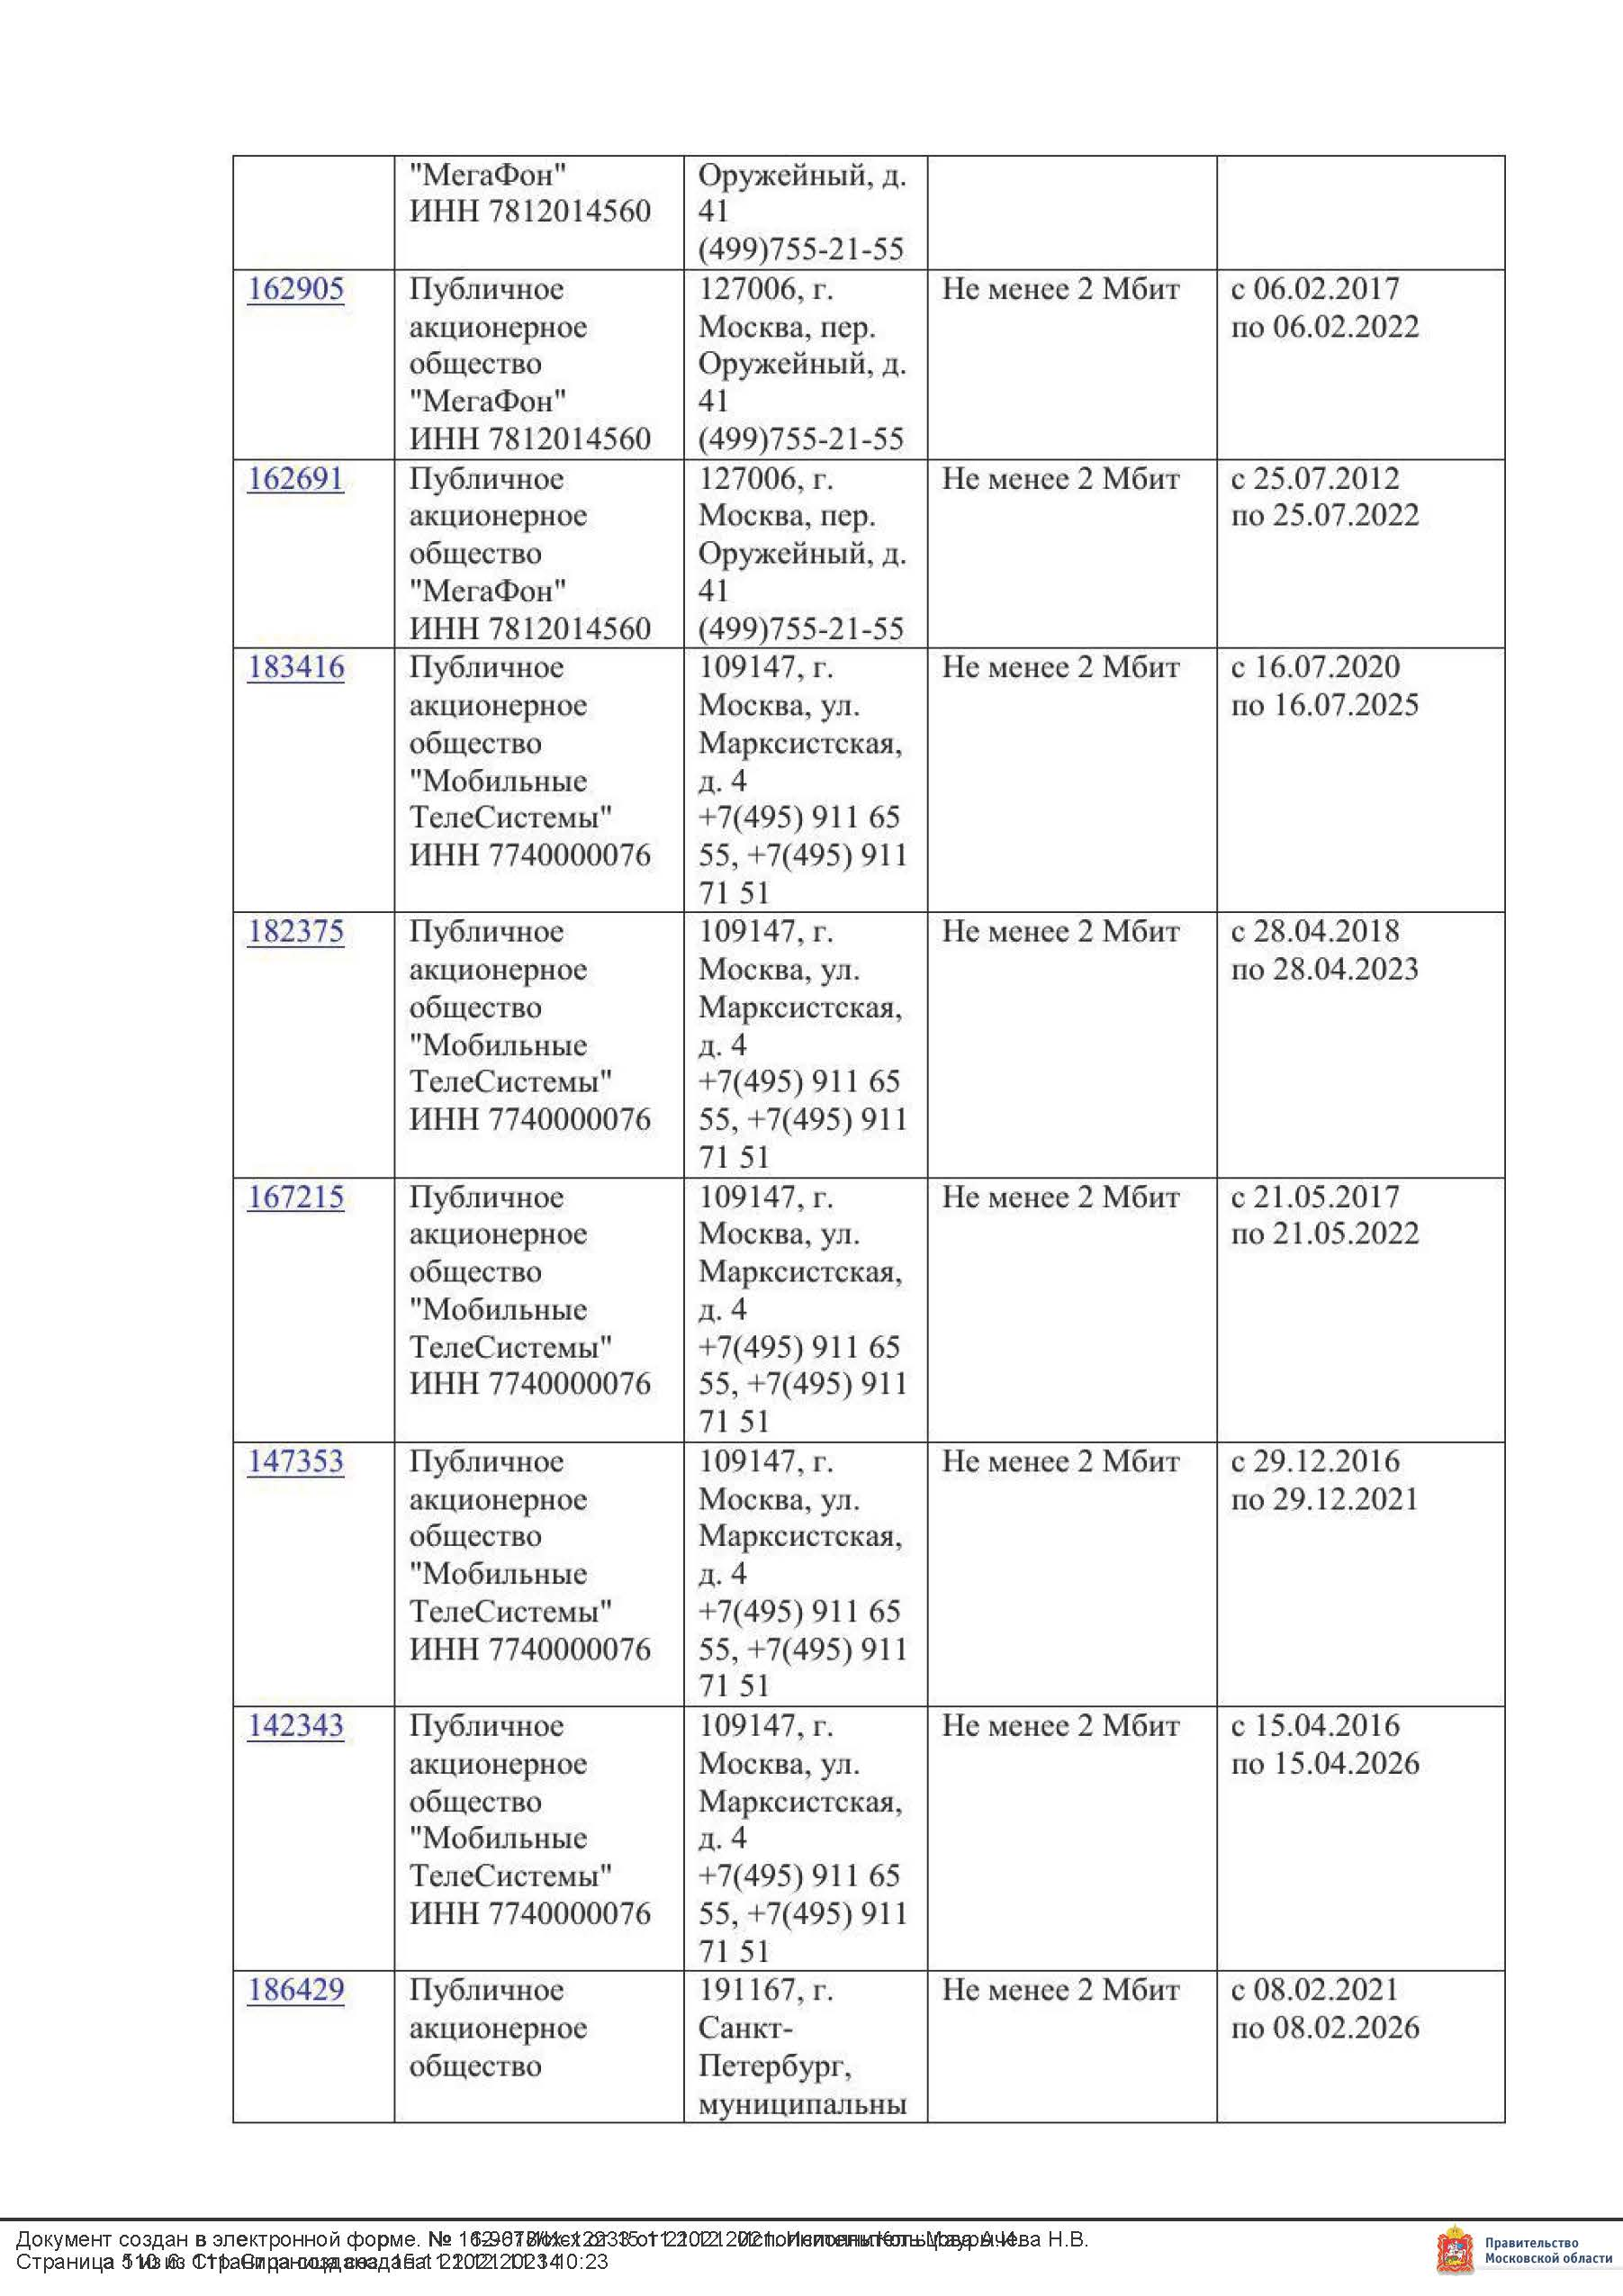 "МегаФон"
ИНН 7812014560
Оружейный, д.
41
(499)755-21-55
162905
Публичное
акционерное
общество
"МегаФон"
ИНН 7812014560
127006, г.
Москва, пер.
Оружейный, д.
41
(499)755-21-55
Не менее 2 Мбит
с 06.02.2017
по 06.02.2022
162691
Публичное
акционерное
общество
"МегаФон"
ИНН 7812014560
127006, г.
Москва, пер.
Оружейный, д.
41
(499)755-21-55
Не менее 2 Мбит
с 25.07.2012
по 25.07.2022
183416
Публичное
акционерное
общество
"Мобильные
ТелеСистемы"
ИНН 7740000076
109147, г.
Москва, ул.
Марксистская,
д. 4
+7(495) 911 65
55, +7(495) 911
71 51
Не менее 2 Мбит
с 16.07.2020
по 16.07.2025
182375
Публичное
акционерное
общество
"Мобильные
ТелеСистемы"
ИНН 7740000076
109147, г.
Москва, ул.
Марксистская,
д. 4
+7(495) 911 65
55, +7(495) 911
71 51
Не менее 2 Мбит
с 28.04.2018
по 28.04.2023
167215
Публичное
акционерное
общество
"Мобильные
ТелеСистемы"
ИНН 7740000076
109147, г.
Москва, ул.
Марксистская,
д. 4
+7(495) 911 65
55, +7(495) 911
71 51
Не менее 2 Мбит
с 21.05.2017
по 21.05.2022
147353
Публичное
акционерное
общество
"Мобильные
ТелеСистемы"
ИНН 7740000076
109147, г.
Москва, ул.
Марксистская,
д. 4
+7(495) 911 65
55, +7(495) 911
71 51
Не менее 2 Мбит
с 29.12.2016
по 29.12.2021
142343
Публичное
акционерное
общество
"Мобильные
ТелеСистемы"
ИНН 7740000076
109147, г.
Москва, ул.
Марксистская,
д. 4
+7(495) 911 65
55, +7(495) 911
71 51
Не менее 2 Мбит
с 15.04.2016
по 15.04.2026
186429
Публичное
акционерное
общество
191167, г.
Санкт-
Петербург,
муниципальны
Не менее 2 Мбит
с 08.02.2021
по 08.02.2026
Документ создан в электронной форме. № Н.В.
Страница
Правительство
Московской области